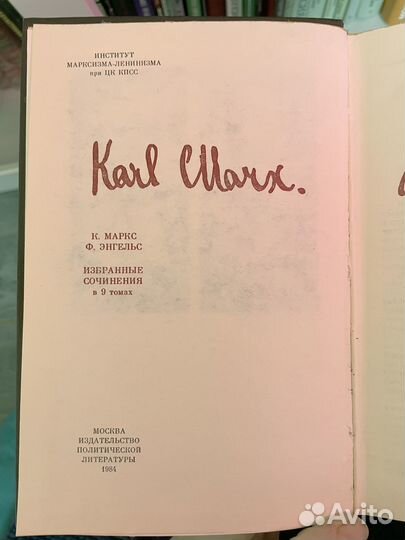 ИНСТИТУТ
МАРКСИЗМА-ЛЕНИНИЗМА
при ЦК КПСС
Karl Marx.
К. МАРКС
Ф. ЭНГЕЛЬС
ИЗБРАННЫЕ
СОЧИНЕНИЯ
в 9 томах
МОСКВА
ИЗДАТЕЛЬСТВО
ПОЛИТИЧЕСКОЙ
ЛИТЕРАТУРЫ
1984
Avito